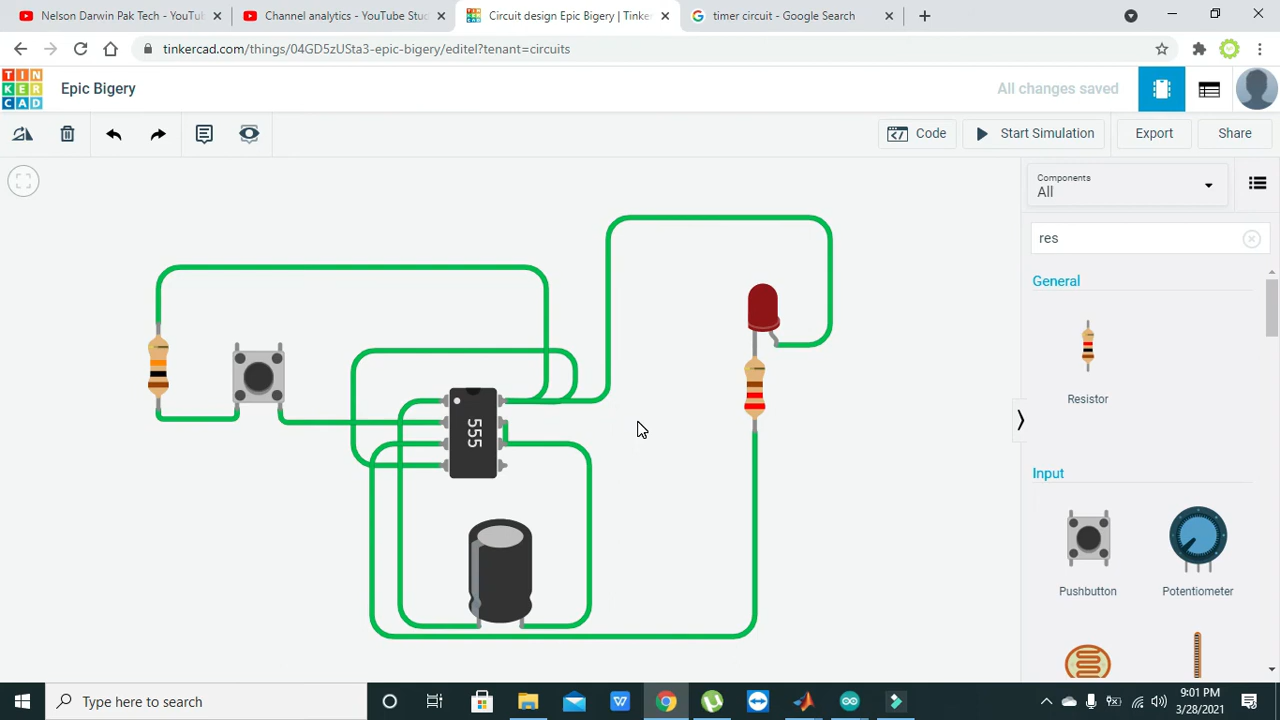 Nelson Darwin Pak Tech - YouTu
Channel analytics - YouTube Stud
Circuit design Epic Bigery | Tinker
timer circuit - Google Search
tinkercad.com/things/04GD5zUSta3-epic-bigery/editel?tenant=circuits
TIN
KER
CAD
Epic Bigery
All changes saved
Code
Start Simulation
Export
Share
Components
All
res
General
Resistor
Input
Pushbutton
Potentiometer
555
Type here to search
9:01 PM
3/28/2021